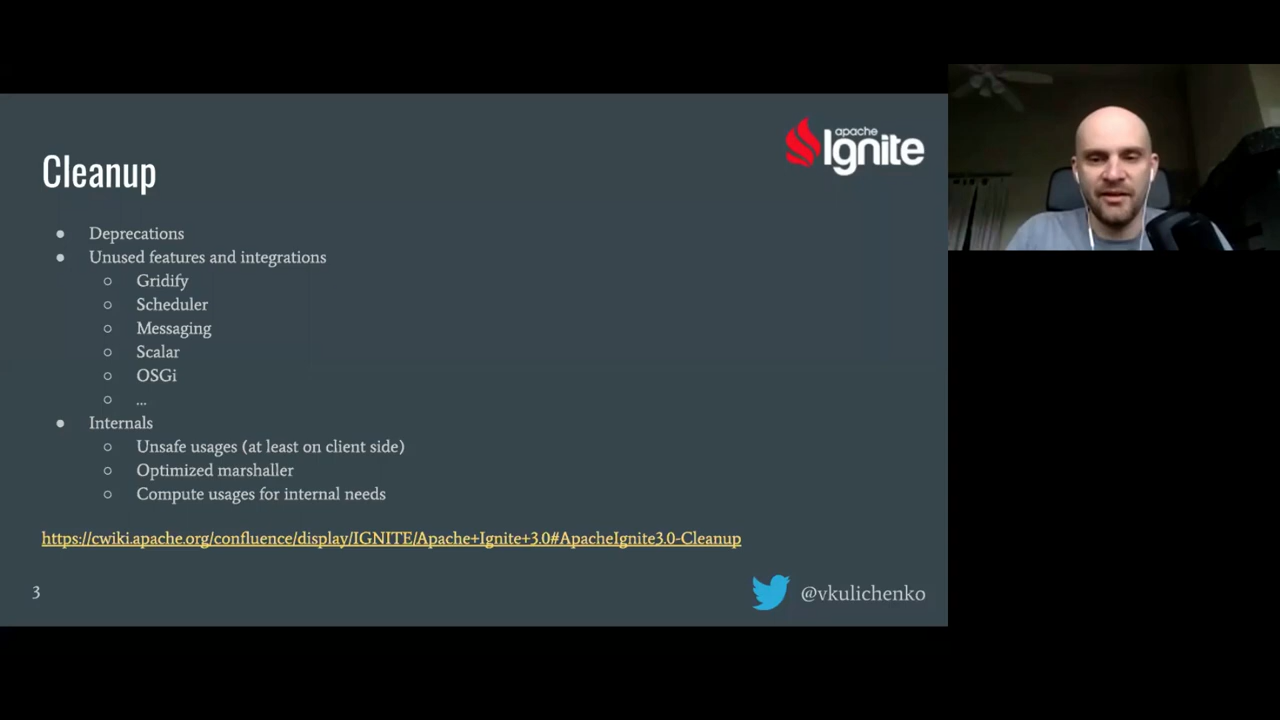 apache
Ignite
Cleanup
● Deprecations
● Unused features and integrations
○ Gridify
○ Scheduler
○ Messaging
○ Scalar
○ OSGi
○ ...
● Internals
○ Unsafe usages (at least on client side)
○ Optimized marshaller
○ Compute usages for internal needs
https://cwiki.apache.org/confluence/display/IGNITE/Apache+Ignite+3.0#ApacheIgnite3.0-Cleanup
3
@vkulichenko